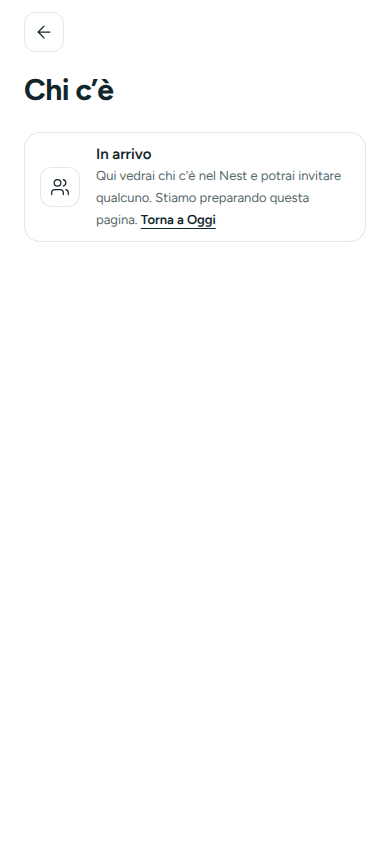 Chi c’è
In arrivo
Qui vedrai chi c'è nel Nest e potrai invitare
qualcuno. Stiamo preparando questa
pagina. Torna a Oggi